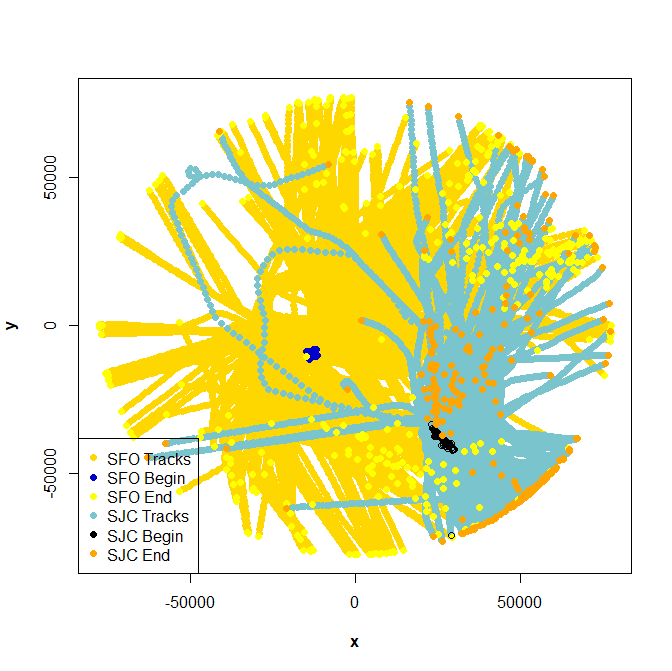 50000
0
-50000
y
SFO Tracks
SFO Begin
SFO End
SJC Tracks
SJC Begin
SJC End
-50000
0
50000
x